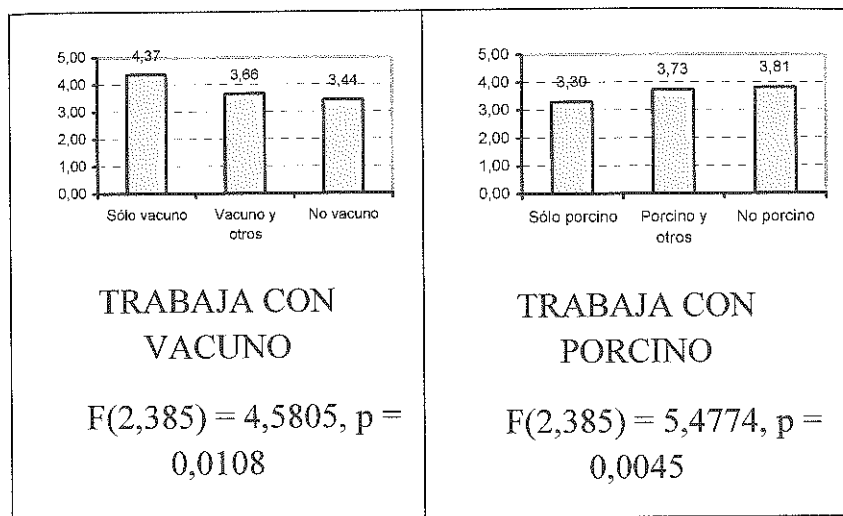 5,00
4,00
3,00
2,00
1,00
0,00
4,37
3,66
3,44
Sólo vacuno
Vacuno y
otros
No vacuno
TRABAJA CON
VACUNO
F(2,385) = 4,5805, p =
0,0108
5,00
4,00
3,00
2,00
1,00
0,00
3,30
3,73
3,81
Sólo porcino
Porcino y
otros
No porcino
TRABAJA CON
PORCINO
F(2,385) = 5,4774, p =
0,0045